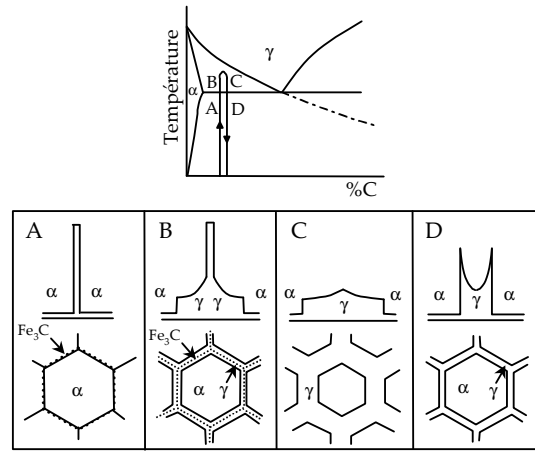 Température
γ
α
B C
A D
%C
A
α α
Fe₃C
α
B
α γ γ α
Fe₃C
α
γ
C
α γ α
γ
D
α γ α
α γ